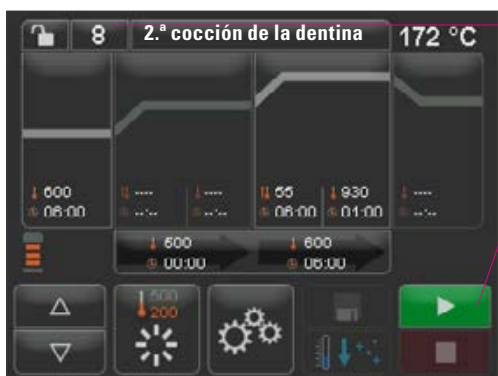 8 2.ª cocción de la dentina 172 °C
600 ---- ---- 55 930 ----
06:00 --:-- --:-- 06:00 01:00 --:--
500 600
00:00 06:00
500
200